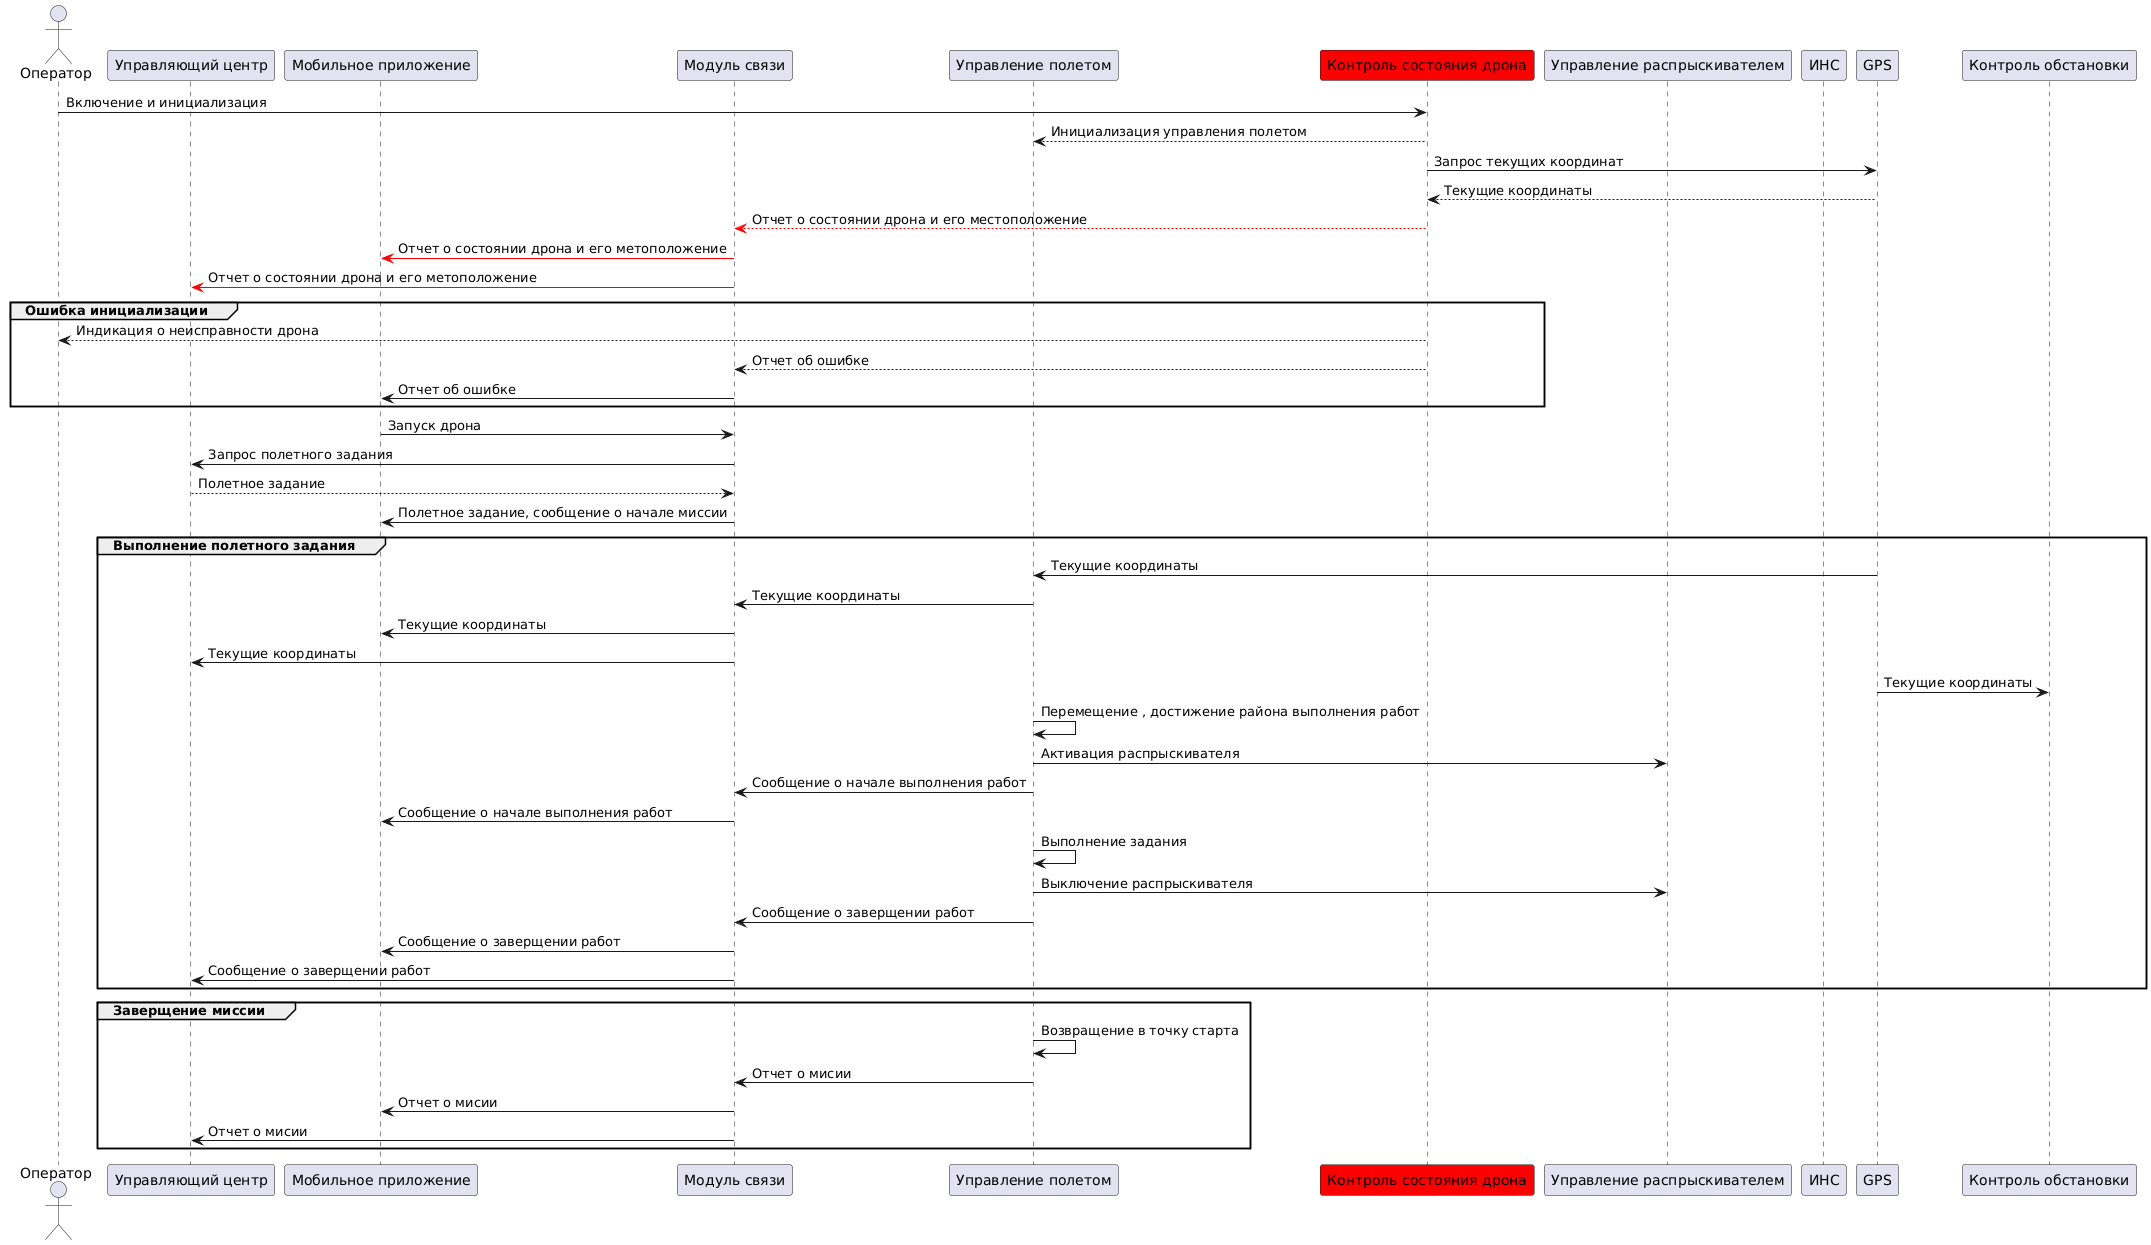 Оператор
Управляющий центр
Мобильное приложение
Модуль связи
Управление полетом
Контроль состояния дрона
Управление распрыскивателем
ИНС
GPS
Контроль обстановки
Включение и инициализация
Инициализация управления полетом
Запрос текущих координат
Текущие координаты
Отчет о состоянии дрона и его местоположение
Отчет о состоянии дрона и его метоположение
Отчет о состоянии дрона и его метоположение
Ошибка инициализации
Индикация о неисправности дрона
Отчет об ошибке
Отчет об ошибке
Запуск дрона
Запрос полетного задания
Полетное задание
Полетное задание, сообщение о начале миссии
Выполнение полетного задания
Текущие координаты
Текущие координаты
Текущие координаты
Текущие координаты
Текущие координаты
Перемещение , достижение района выполнения работ
Активация распрыскивателя
Сообщение о начале выполнения работ
Сообщение о начале выполнения работ
Выполнение задания
Выключение распрыскивателя
Сообщение о заверщении работ
Сообщение о заверщении работ
Сообщение о заверщении работ
Заверщение миссии
Возвращение в точку старта
Отчет о мисии
Отчет о мисии
Отчет о мисии
Оператор
Управляющий центр
Мобильное приложение
Модуль связи
Управление полетом
Контроль состояния дрона
Управление распрыскивателем
ИНС
GPS
Контроль обстановки